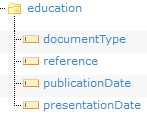 education
documentType
reference
publicationDate
presentationDate